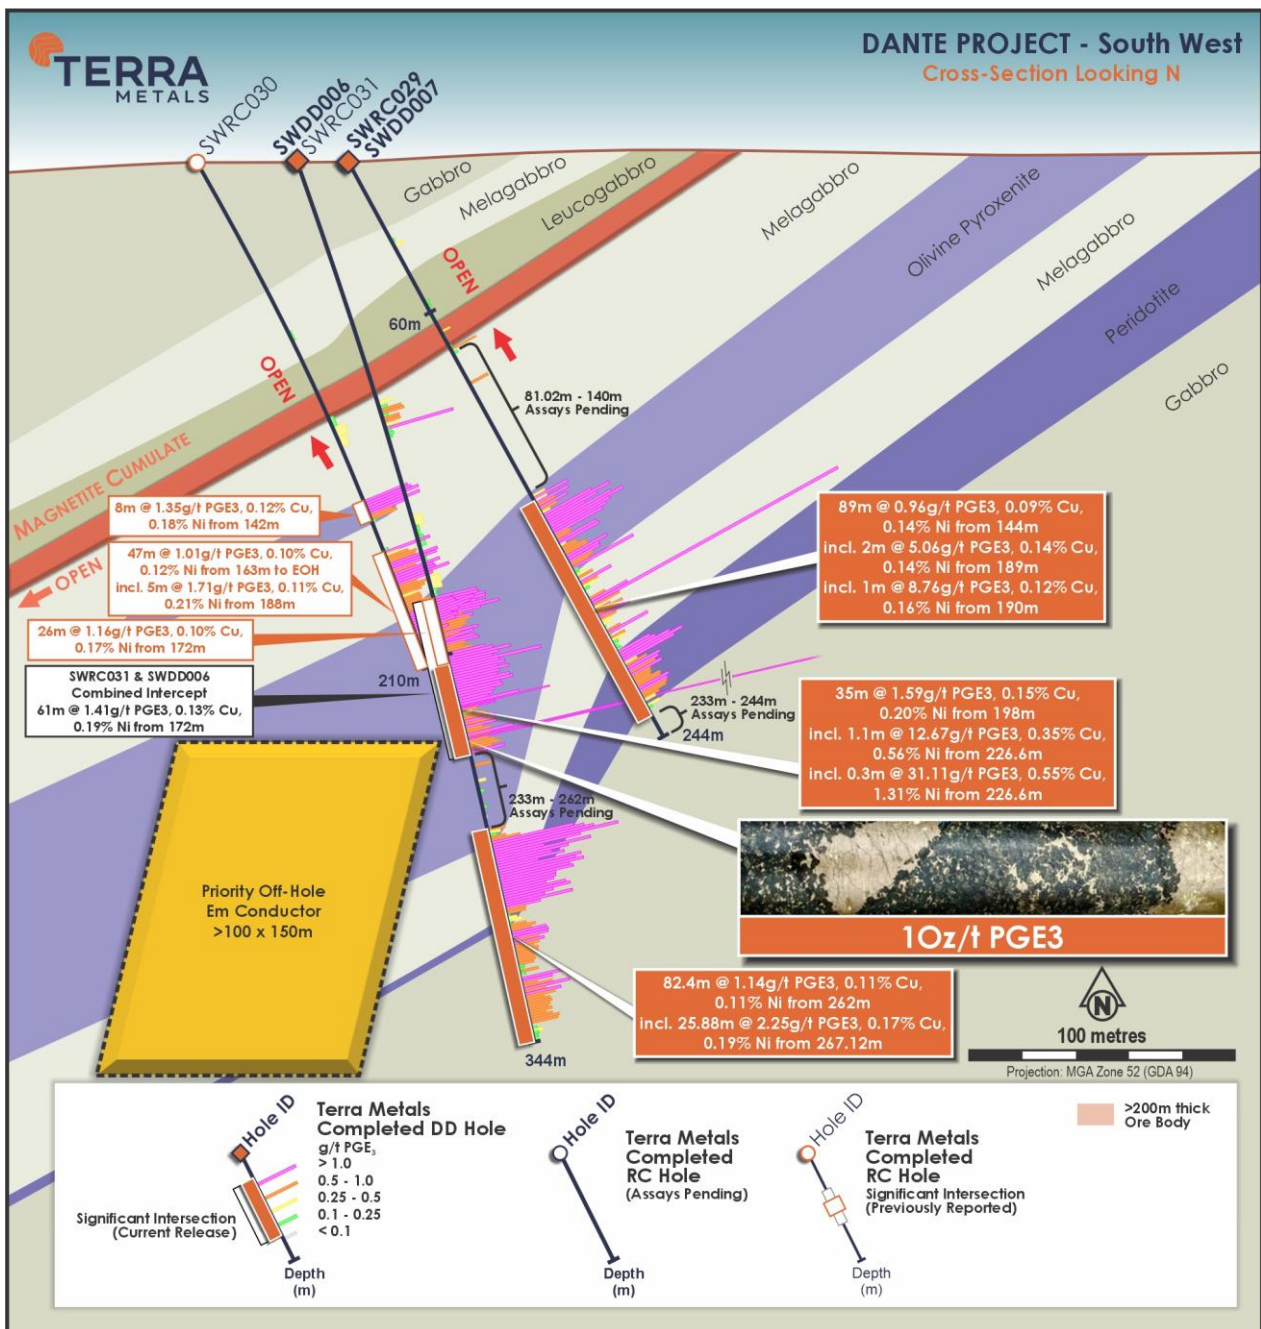 TERRA
METALS
DANTE PROJECT - South West
Cross-Section Looking N
SWRC030
SWDD006
SWRC031
SWRC029
SWDD007
Gabbro
Melagabbro
Leucogabbro
Melagabbro
Olivine Pyroxenite
Melagabbro
Peridotite
Gabbro
OPEN
60m
OPEN
81.02m - 140m
Assays Pending
MAGNETITE CUMULATE
OPEN
8m @ 1.35g/t PGE3, 0.12% Cu,
0.18% Ni from 142m
47m @ 1.01g/t PGE3, 0.10% Cu,
0.12% Ni from 163m to EOH
incl. 5m @ 1.71g/t PGE3, 0.11% Cu,
0.21% Ni from 188m
26m @ 1.16g/t PGE3, 0.10% Cu,
0.17% Ni from 172m
SWRC031 & SWDD006
Combined Intercept
61m @ 1.41g/t PGE3, 0.13% Cu,
0.19% Ni from 172m
210m
89m @ 0.96g/t PGE3, 0.09% Cu,
0.14% Ni from 144m
incl. 2m @ 5.06g/t PGE3, 0.14% Cu,
0.14% Ni from 189m
incl. 1m @ 8.76g/t PGE3, 0.12% Cu,
0.16% Ni from 190m
233m - 244m
Assays Pending
244m
35m @ 1.59g/t PGE3, 0.15% Cu,
0.20% Ni from 198m
incl. 1.1m @ 12.67g/t PGE3, 0.35% Cu,
0.56% Ni from 226.6m
incl. 0.3m @ 31.11g/t PGE3, 0.55% Cu,
1.31% Ni from 226.6m
233m - 262m
Assays Pending
Priority Off-Hole
Em Conductor
>100 x 150m
1Oz/t PGE3
82.4m @ 1.14g/t PGE3, 0.11% Cu,
0.11% Ni from 262m
incl. 25.88m @ 2.25g/t PGE3, 0.17% Cu,
0.19% Ni from 267.12m
344m
N
100 metres
Projection: MGA Zone 52 (GDA 94)
Hole ID
Terra Metals
Completed DD Hole
g/t PGE₃
> 1.0
0.5 - 1.0
0.25 - 0.5
0.1 - 0.25
< 0.1
Significant Intersection
(Current Release)
Depth
(m)
Hole ID
Terra Metals
Completed
RC Hole
(Assays Pending)
Depth
(m)
Hole ID
Terra Metals
Completed
RC Hole
Significant Intersection
(Previously Reported)
Depth
(m)
>200m thick
Ore Body